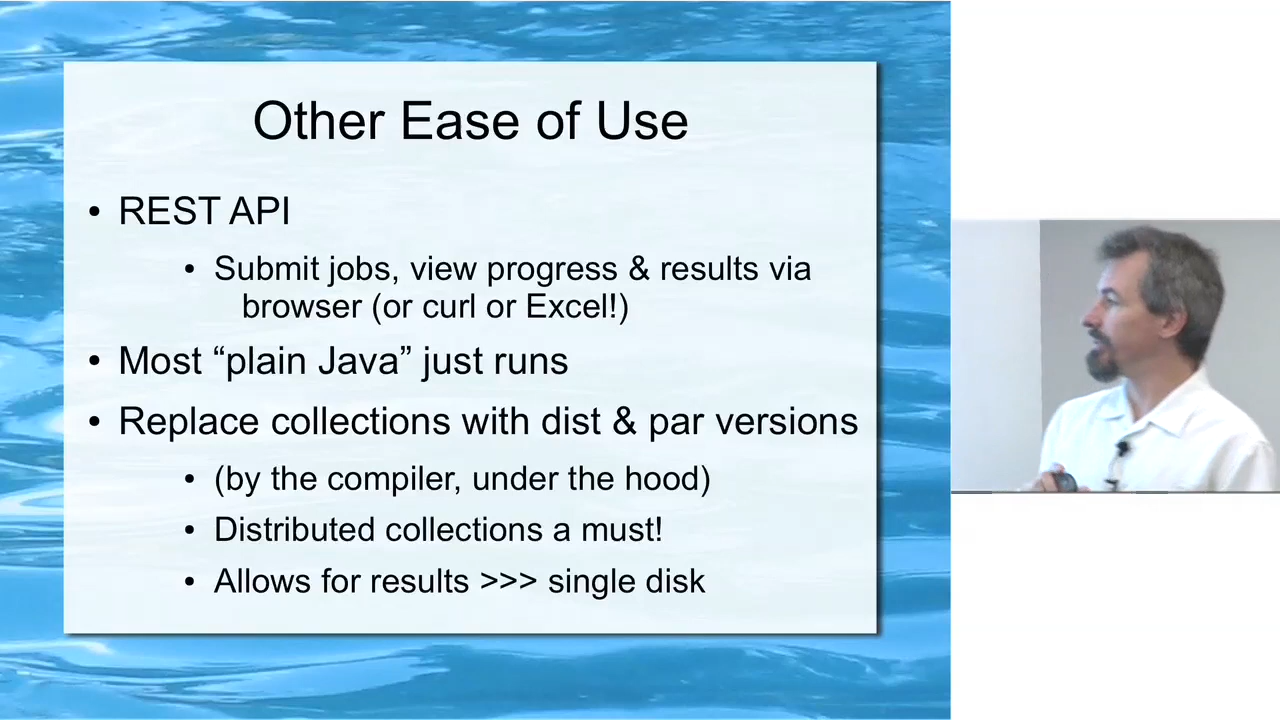 Other Ease of Use
• REST API
• Submit jobs, view progress & results via
browser (or curl or Excel!)
• Most “plain Java” just runs
• Replace collections with dist & par versions
• (by the compiler, under the hood)
• Distributed collections a must!
• Allows for results >>> single disk